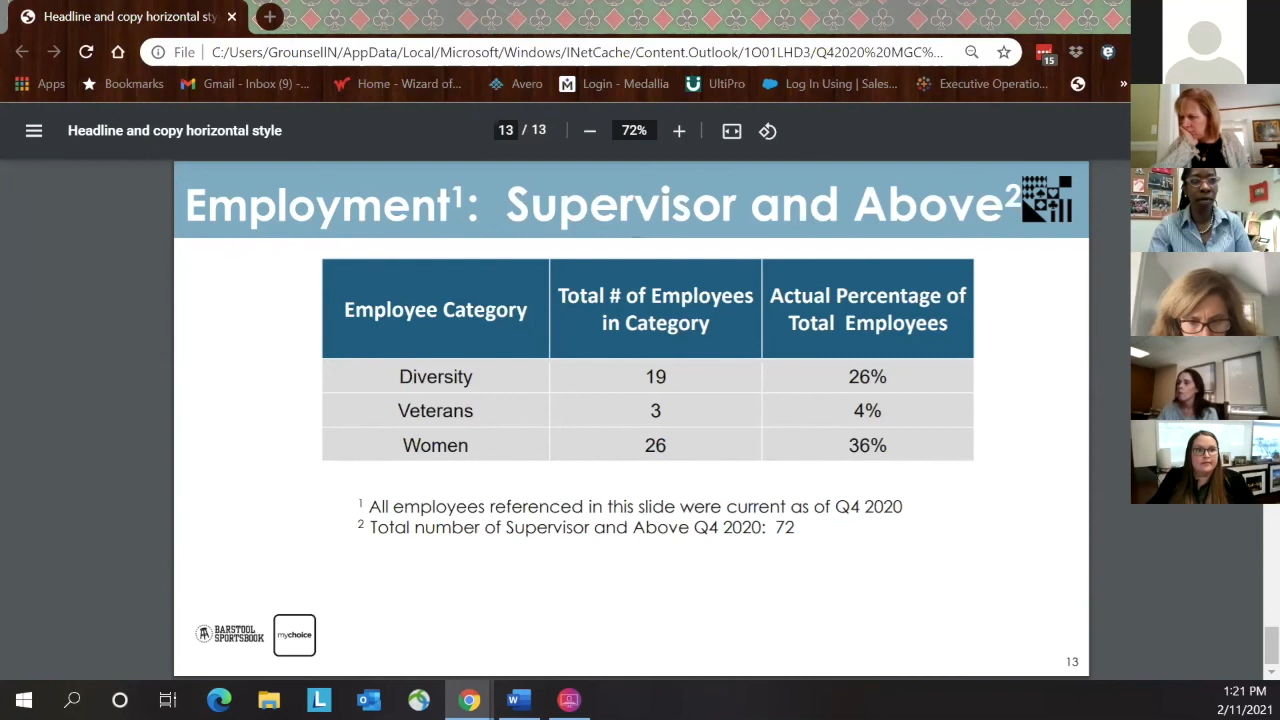 Headline and copy horizontal sty
File
C:/Users/GrounsellN/AppData/Local/Microsoft/Windows/INetCache/Content.Outlook/1O01LHD3/Q42020%20MGC%...
15
Apps
Bookmarks
Gmail - Inbox (9) -...
Home - Wizard of...
Avero
Login - Medallia
UltiPro
Log In Using | Sales...
Executive Operatio...
»
Headline and copy horizontal style
13 / 13
72%
Employment¹: Supervisor and Above²
Employee Category
Total # of Employees
in Category
Actual Percentage of
Total Employees
Diversity 19 26%
Veterans 3 4%
Women 26 36%
¹ All employees referenced in this slide were current as of Q4 2020
² Total number of Supervisor and Above Q4 2020: 72
BARSTOOL
SPORTSBOOK
mychoice
13
1:21 PM
2/11/2021